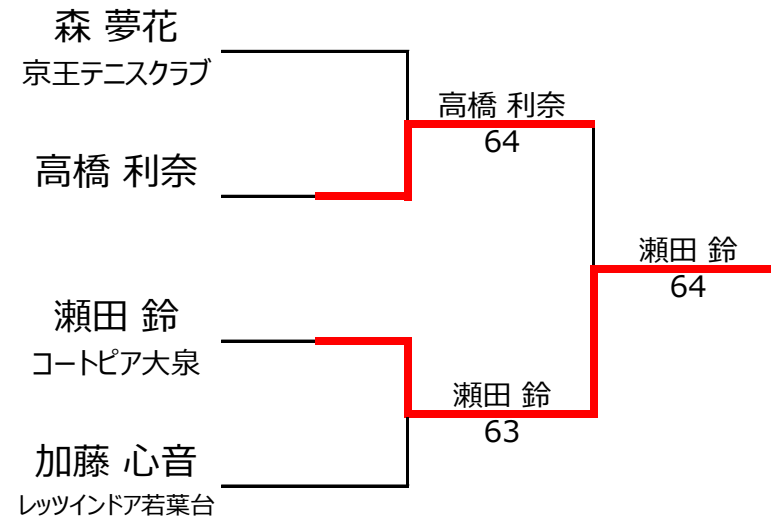 森 夢花
京王テニスクラブ
高橋 利奈
64
高橋 利奈
瀬田 鈴
64
瀬田 鈴
コートピア大泉
瀬田 鈴
63
加藤 心音
レッツインドア若葉台